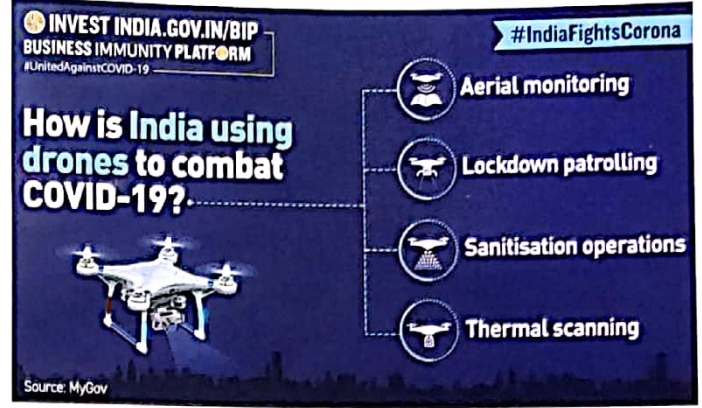 INVEST INDIA.GOV.IN/BIP
BUSINESS IMMUNITY PLATFORM
#UnitedAgainstCOVID-19
#IndiaFightsCorona
How is India using
drones to combat
COVID-19?
Aerial monitoring
Lockdown patrolling
Sanitisation operations
Thermal scanning
Source: MyGov